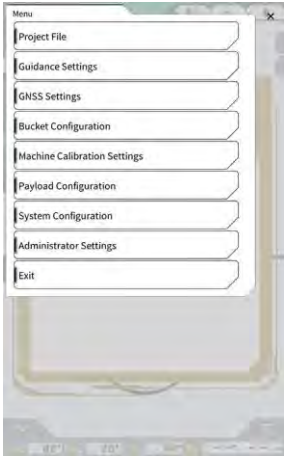 Menu
Project File
Guidance Settings
GNSS Settings
Bucket Configuration
Machine Calibration Settings
Payload Configuration
System Configuration
Administrator Settings
Exit